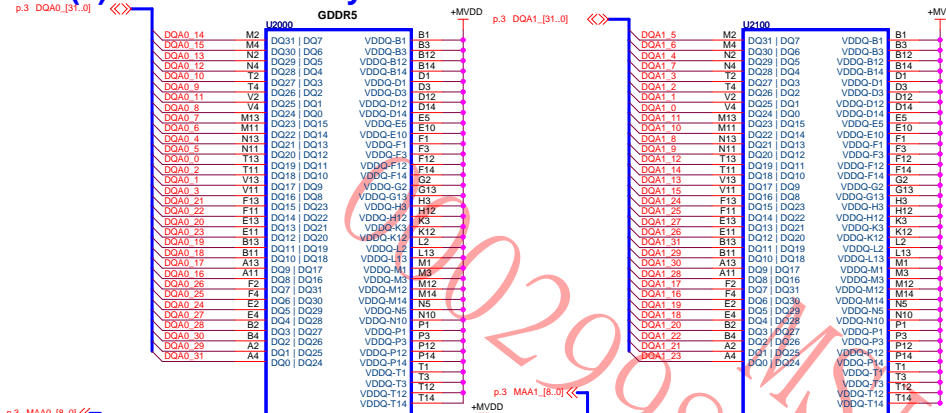 p.3 DQA0_[31..0]
GDDR5
+MVDD
U2000
DQA0_14 M2 DQ31 | DQ7 VDDQ-B1 B1
DQA0_15 M4 DQ30 | DQ6 VDDQ-B3 B3
DQA0_13 N2 DQ29 | DQ5 VDDQ-B12 B12
DQA0_12 N4 DQ28 | DQ4 VDDQ-B14 B14
DQA0_10 T2 DQ27 | DQ3 VDDQ-D1 D1
DQA0_9 T4 DQ26 | DQ2 VDDQ-D3 D3
DQA0_11 V2 DQ25 | DQ1 VDDQ-D12 D12
DQA0_8 V4 DQ24 | DQ0 VDDQ-D14 D14
DQA0_7 M13 DQ23 | DQ15 VDDQ-E5 E5
DQA0_6 M11 DQ22 | DQ14 VDDQ-E10 E10
DQA0_4 N13 DQ21 | DQ13 VDDQ-F1 F1
DQA0_5 N11 DQ20 | DQ12 VDDQ-F3 F3
DQA0_0 T13 DQ19 | DQ11 VDDQ-F12 F12
DQA0_2 T11 DQ18 | DQ10 VDDQ-F14 F14
DQA0_1 V13 DQ17 | DQ9 VDDQ-G2 G2
DQA0_3 V11 DQ16 | DQ8 VDDQ-G13 G13
DQA0_21 F13 DQ15 | DQ23 VDDQ-H3 H3
DQA0_22 F11 DQ14 | DQ22 VDDQ-H12 H12
DQA0_20 E13 DQ13 | DQ21 VDDQ-K3 K3
DQA0_23 E11 DQ12 | DQ20 VDDQ-K12 K12
DQA0_19 B13 DQ11 | DQ19 VDDQ-L2 L2
DQA0_18 B11 DQ10 | DQ18 VDDQ-L13 L13
DQA0_17 A13 DQ9 | DQ17 VDDQ-M1 M1
DQA0_16 A11 DQ8 | DQ16 VDDQ-M3 M3
DQA0_26 F2 DQ7 | DQ31 VDDQ-M12 M12
DQA0_25 F4 DQ6 | DQ30 VDDQ-M14 M14
DQA0_24 E2 DQ5 | DQ29 VDDQ-N5 N5
DQA0_27 E4 DQ4 | DQ28 VDDQ-N10 N10
DQA0_28 B2 DQ3 | DQ27 VDDQ-P1 P1
DQA0_30 B4 DQ2 | DQ26 VDDQ-P3 P3
DQA0_29 A2 DQ1 | DQ25 VDDQ-P12 P12
DQA0_31 A4 DQ0 | DQ24 VDDQ-P14 P14
VDDQ-T1 T1
VDDQ-T3 T3
VDDQ-T12 T12
VDDQ-T14 T14
+MVDD
p.3 MAA0_[8..0]
p.3 DQA1_[31..0]
+MVDD
U2100
DQA1_5 M2 DQ31 | DQ7 VDDQ-B1 B1
DQA1_6 M4 DQ30 | DQ6 VDDQ-B3 B3
DQA1_4 N2 DQ29 | DQ5 VDDQ-B12 B12
DQA1_7 N4 DQ28 | DQ4 VDDQ-B14 B14
DQA1_3 T2 DQ27 | DQ3 VDDQ-D1 D1
DQA1_2 T4 DQ26 | DQ2 VDDQ-D3 D3
DQA1_1 V2 DQ25 | DQ1 VDDQ-D12 D12
DQA1_0 V4 DQ24 | DQ0 VDDQ-D14 D14
DQA1_11 M13 DQ23 | DQ15 VDDQ-E5 E5
DQA1_10 M11 DQ22 | DQ14 VDDQ-E10 E10
DQA1_8 N13 DQ21 | DQ13 VDDQ-F1 F1
DQA1_9 N11 DQ20 | DQ12 VDDQ-F3 F3
DQA1_12 T13 DQ19 | DQ11 VDDQ-F12 F12
DQA1_14 T11 DQ18 | DQ10 VDDQ-F14 F14
DQA1_13 V13 DQ17 | DQ9 VDDQ-G2 G2
DQA1_15 V11 DQ16 | DQ8 VDDQ-G13 G13
DQA1_24 F13 DQ15 | DQ23 VDDQ-H3 H3
DQA1_25 F11 DQ14 | DQ22 VDDQ-H12 H12
DQA1_27 E13 DQ13 | DQ21 VDDQ-K3 K3
DQA1_26 E11 DQ12 | DQ20 VDDQ-K12 K12
DQA1_31 B13 DQ11 | DQ19 VDDQ-L2 L2
DQA1_29 B11 DQ10 | DQ18 VDDQ-L13 L13
DQA1_30 A13 DQ9 | DQ17 VDDQ-M1 M1
DQA1_28 A11 DQ8 | DQ16 VDDQ-M3 M3
DQA1_17 F2 DQ7 | DQ31 VDDQ-M12 M12
DQA1_16 F4 DQ6 | DQ30 VDDQ-M14 M14
DQA1_19 E2 DQ5 | DQ29 VDDQ-N5 N5
DQA1_18 E4 DQ4 | DQ28 VDDQ-N10 N10
DQA1_20 B2 DQ3 | DQ27 VDDQ-P1 P1
DQA1_22 B4 DQ2 | DQ26 VDDQ-P3 P3
DQA1_21 A2 DQ1 | DQ25 VDDQ-P12 P12
DQA1_23 A4 DQ0 | DQ24 VDDQ-P14 P14
VDDQ-T1 T1
VDDQ-T3 T3
VDDQ-T12 T12
VDDQ-T14 T14
p.3 MAA1_[8..0]